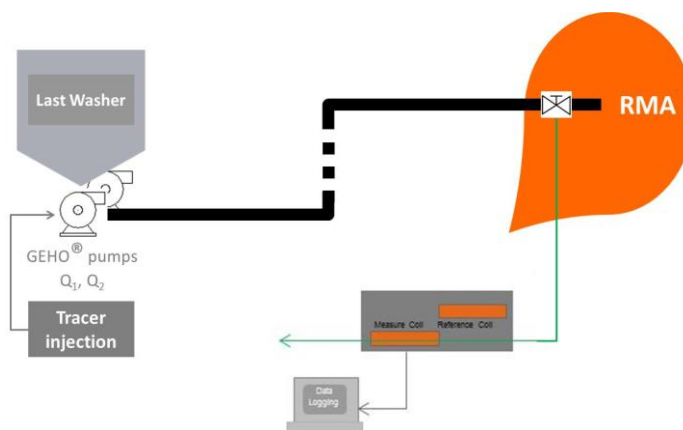 Last Washer
RMA
GEHO® pumps
Q₁, Q₂
Tracer
injection
Measure Coil
Reference Coil
Data
Logging